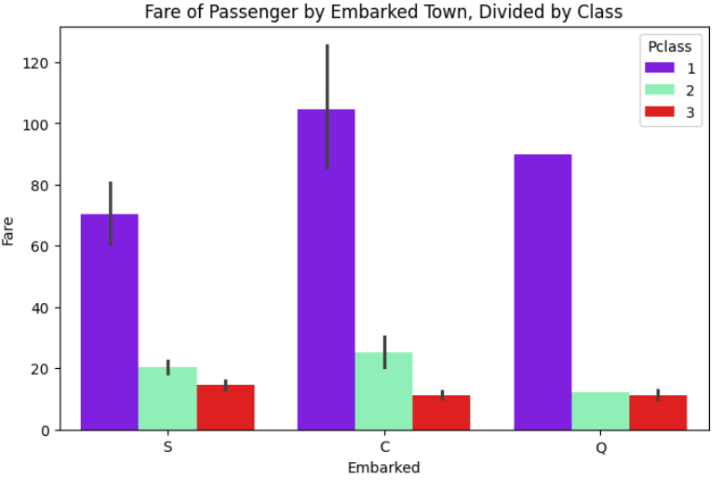 Fare of Passenger by Embarked Town, Divided by Class
Pclass
1
2
3
120
100
80
60
40
20
0
Fare
S C Q
Embarked